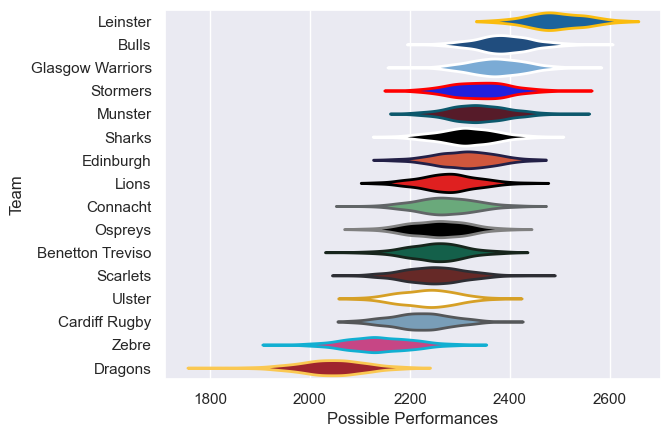 Leinster
Bulls
Glasgow Warriors
Stormers
Munster
Sharks
Edinburgh
Lions
Connacht
Ospreys
Benetton Treviso
Scarlets
Ulster
Cardiff Rugby
Zebre
Dragons
Team
1800 2000 2200 2400 2600
Possible Performances